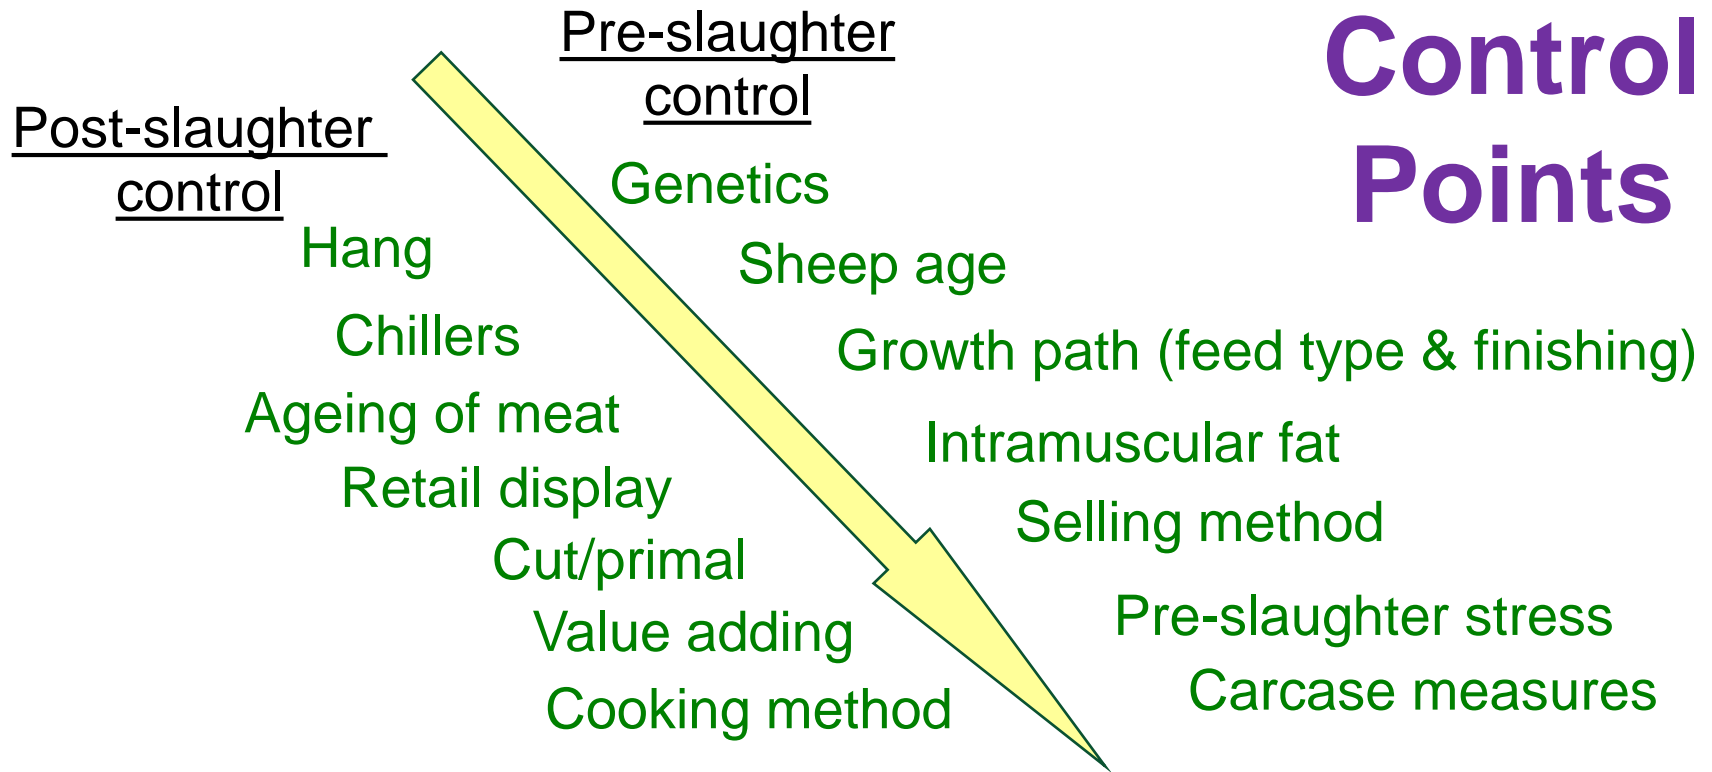 Control
Points
Pre-slaughter
control
Genetics
Sheep age
Growth path (feed type & finishing)
Intramuscular fat
Selling method
Pre-slaughter stress
Carcase measures
Post-slaughter
control
Hang
Chillers
Ageing of meat
Retail display
Cut/primal
Value adding
Cooking method